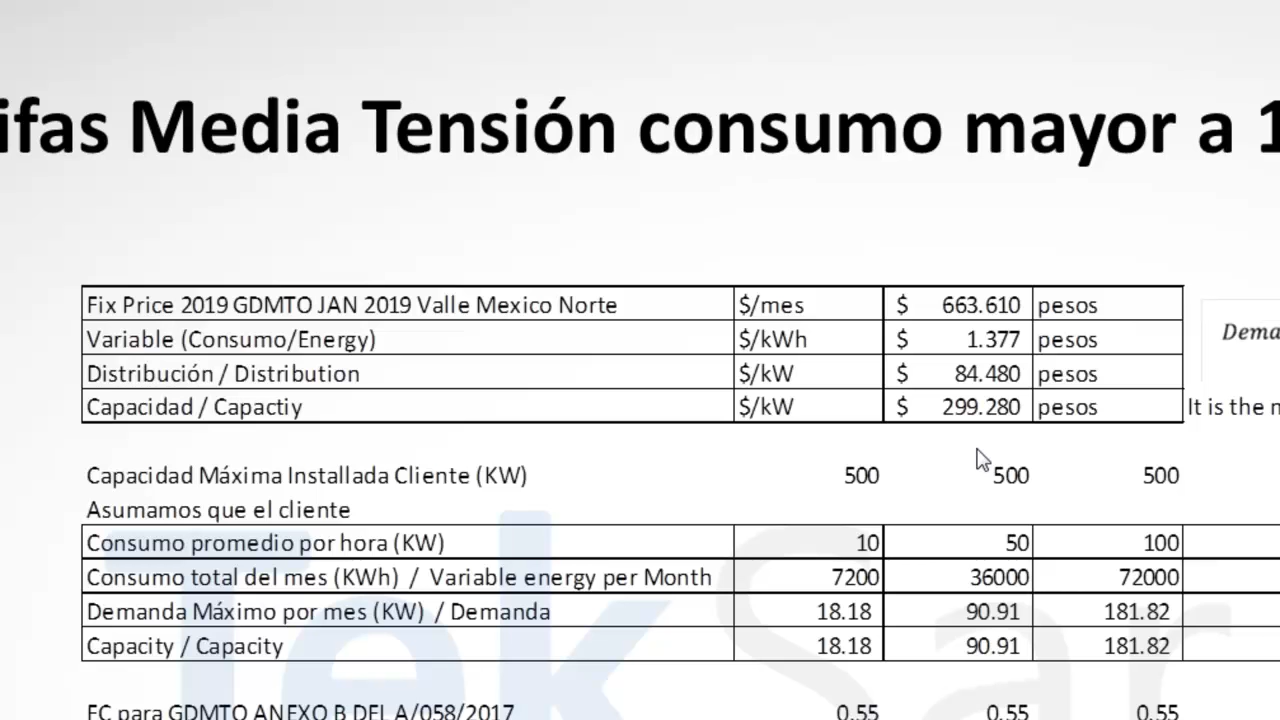 ifas Media Tensión consumo mayor a 1
Fix Price 2019 GDMTO JAN 2019 Valle Mexico Norte $/mes $ 663.610 pesos
Variable (Consumo/Energy) $/kWh $ 1.377 pesos
Distribución / Distribution $/kW $ 84.480 pesos
Capacidad / Capactiy $/kW $ 299.280 pesos
Dema
It is the
Capacidad Máxima Installada Cliente (KW) 500 500 500
Asumamos que el cliente
Consumo promedio por hora (KW) 10 50 100
Consumo total del mes (KWh) / Variable energy per Month 7200 36000 72000
Demanda Máximo por mes (KW) / Demanda 18.18 90.91 181.82
Capacity / Capacity 18.18 90.91 181.82
FC para GDMTO ANEXO B DEL A/058/2017 0.55 0.55 0.55
TekSar